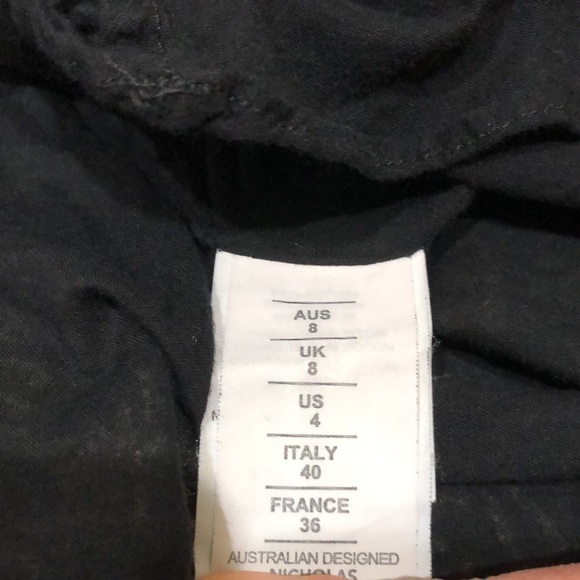 AUS
8
UK
8
US
4
ITALY
40
FRANCE
36
AUSTRALIAN DESIGNED
NICHOLAS